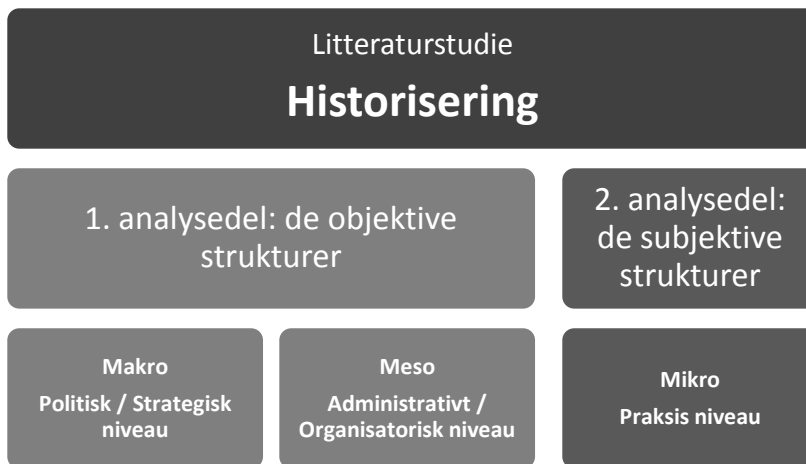 Litteraturstudie
Historisering
1. analysedel: de objektive
strukturer
2. analysedel:
de subjektive
strukturer
Makro
Politisk / Strategisk
niveau
Meso
Administrativt /
Organisatorisk niveau
Mikro
Praksis niveau